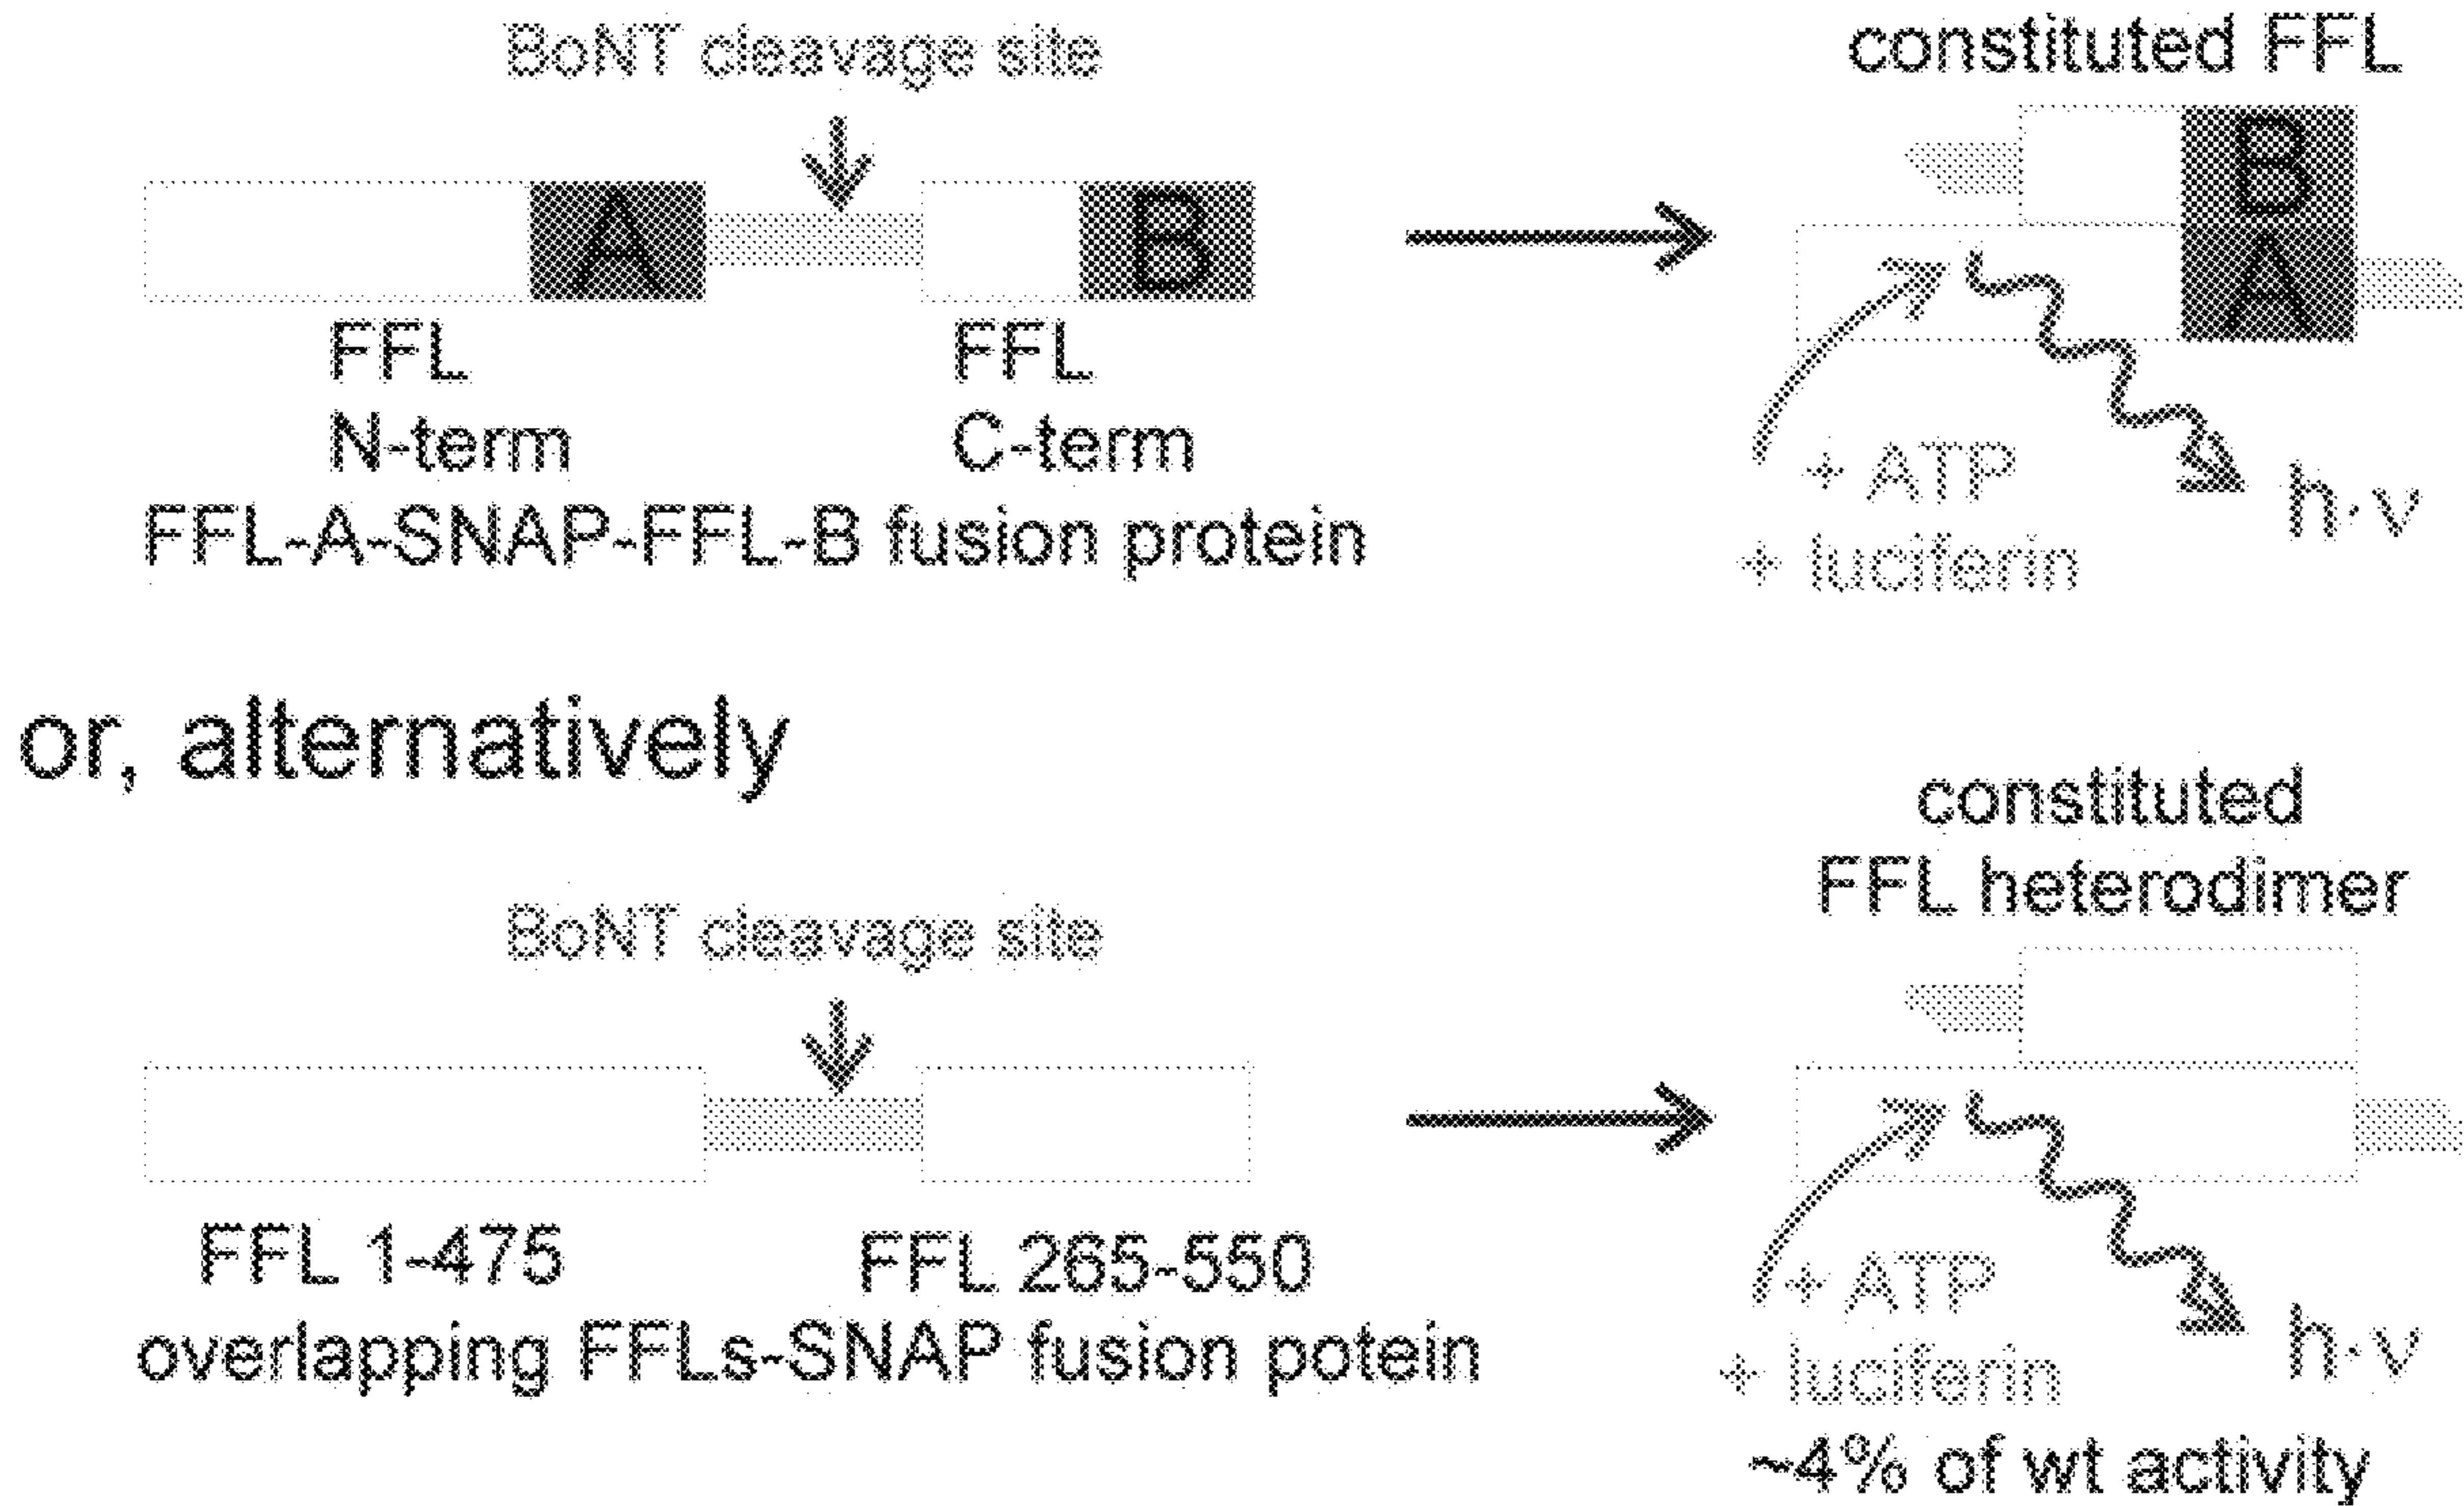 BoNT cleavage site
constituted FFL
B
A
B
A
FFL
N-term
FFL
C-term
+ ATP
+ luciferin
h·ν
FFL-A-SNAP-FFL-B fusion protein
or, alternatively
constituted
FFL heterodimer
BoNT cleavage site
FFL 1-475
FFL 265-550
overlapping FFLs-SNAP fusion potein
+ ATP
+ luciferin
h·ν
~4% of wt activity